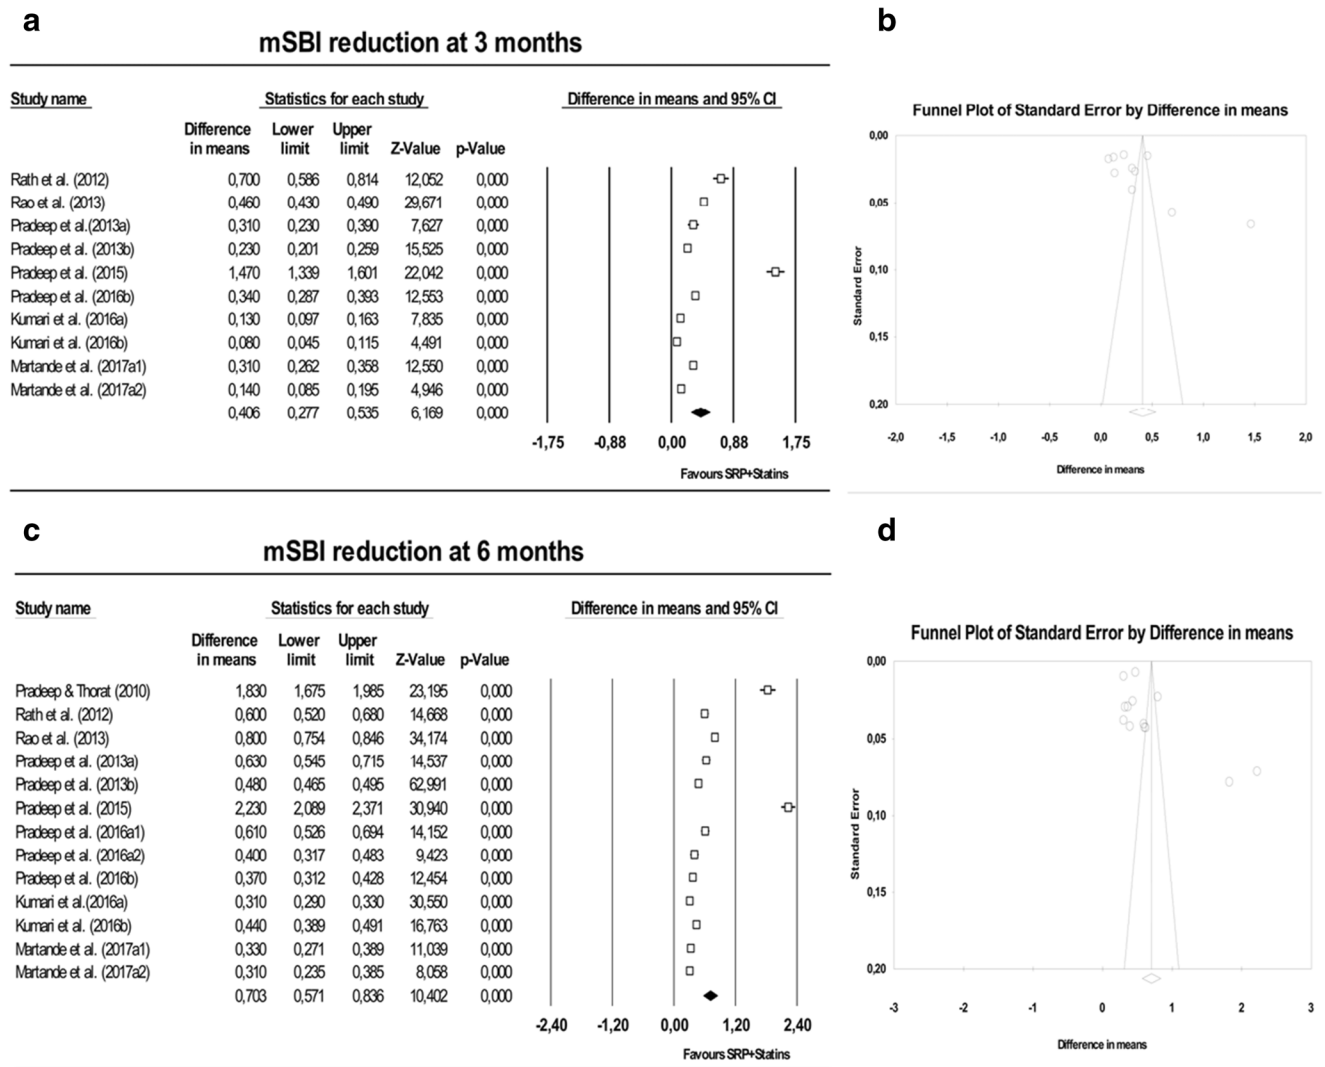 a
mSBI reduction at 3 months
Study name Statistics for each study Difference in means and 95% CI
Difference in means Lower limit Upper limit Z-Value p-Value
Rath et al. (2012) 0,700 0,586 0,814 12,052 0,000
Rao et al. (2013) 0,460 0,430 0,490 29,671 0,000
Pradeep et al.(2013a) 0,310 0,230 0,390 7,627 0,000
Pradeep et al. (2013b) 0,230 0,201 0,259 15,525 0,000
Pradeep et al. (2015) 1,470 1,339 1,601 22,042 0,000
Pradeep et al. (2016b) 0,340 0,287 0,393 12,553 0,000
Kumari et al. (2016a) 0,130 0,097 0,163 7,835 0,000
Kumari et al. (2016b) 0,080 0,045 0,115 4,491 0,000
Martande et al. (2017a1) 0,310 0,262 0,358 12,550 0,000
Martande et al. (2017a2) 0,140 0,085 0,195 4,946 0,000
0,406 0,277 0,535 6,169 0,000
-1,75 -0,88 0,00 0,88 1,75
Favours SRP+Statins
b
Funnel Plot of Standard Error by Difference in means
0,00
0,05
0,10
0,15
0,20
Standard Error
-2,0 -1,5 -1,0 -0,5 0,0 0,5 1,0 1,5 2,0
Difference in means
c
mSBI reduction at 6 months
Study name Statistics for each study Difference in means and 95% CI
Difference in means Lower limit Upper limit Z-Value p-Value
Pradeep & Thorat (2010) 1,830 1,675 1,985 23,195 0,000
Rath et al. (2012) 0,600 0,520 0,680 14,668 0,000
Rao et al. (2013) 0,800 0,754 0,846 34,174 0,000
Pradeep et al. (2013a) 0,630 0,545 0,715 14,537 0,000
Pradeep et al. (2013b) 0,480 0,465 0,495 62,991 0,000
Pradeep et al. (2015) 2,230 2,089 2,371 30,940 0,000
Pradeep et al. (2016a1) 0,610 0,526 0,694 14,152 0,000
Pradeep et al. (2016a2) 0,400 0,317 0,483 9,423 0,000
Pradeep et al. (2016b) 0,370 0,312 0,428 12,454 0,000
Kumari et al.(2016a) 0,310 0,290 0,330 30,550 0,000
Kumari et al. (2016b) 0,440 0,389 0,491 16,763 0,000
Martande et al. (2017a1) 0,330 0,271 0,389 11,039 0,000
Martande et al. (2017a2) 0,310 0,235 0,385 8,058 0,000
0,703 0,571 0,836 10,402 0,000
-2,40 -1,20 0,00 1,20 2,40
Favours SRP+Statins
d
Funnel Plot of Standard Error by Difference in means
0,00
0,05
0,10
0,15
0,20
Standard Error
-3 -2 -1 0 1 2 3
Difference in means